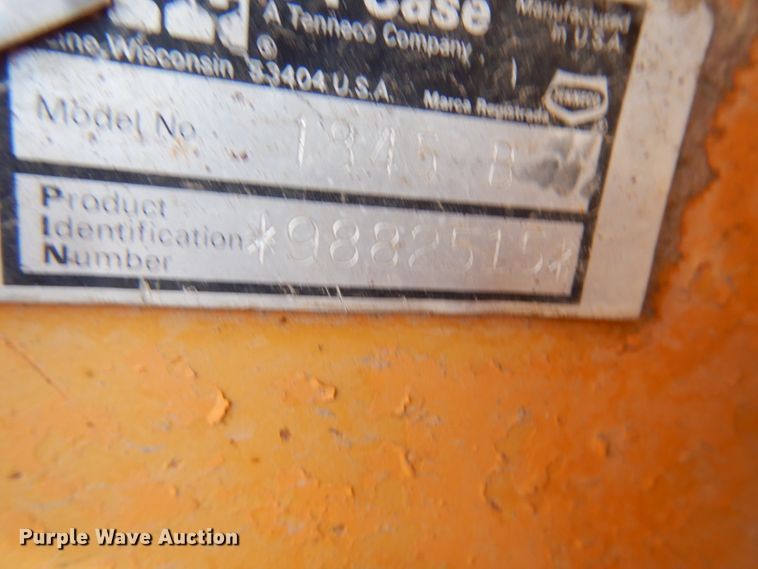 Case
A Tenneco Company
Manufactured
in U.S.A.
Wisconsin 53404 U.S.A.
Marca Registrada
Model No. 1845 B
Product
Identification *9882515*
Number
Purple Wave Auction